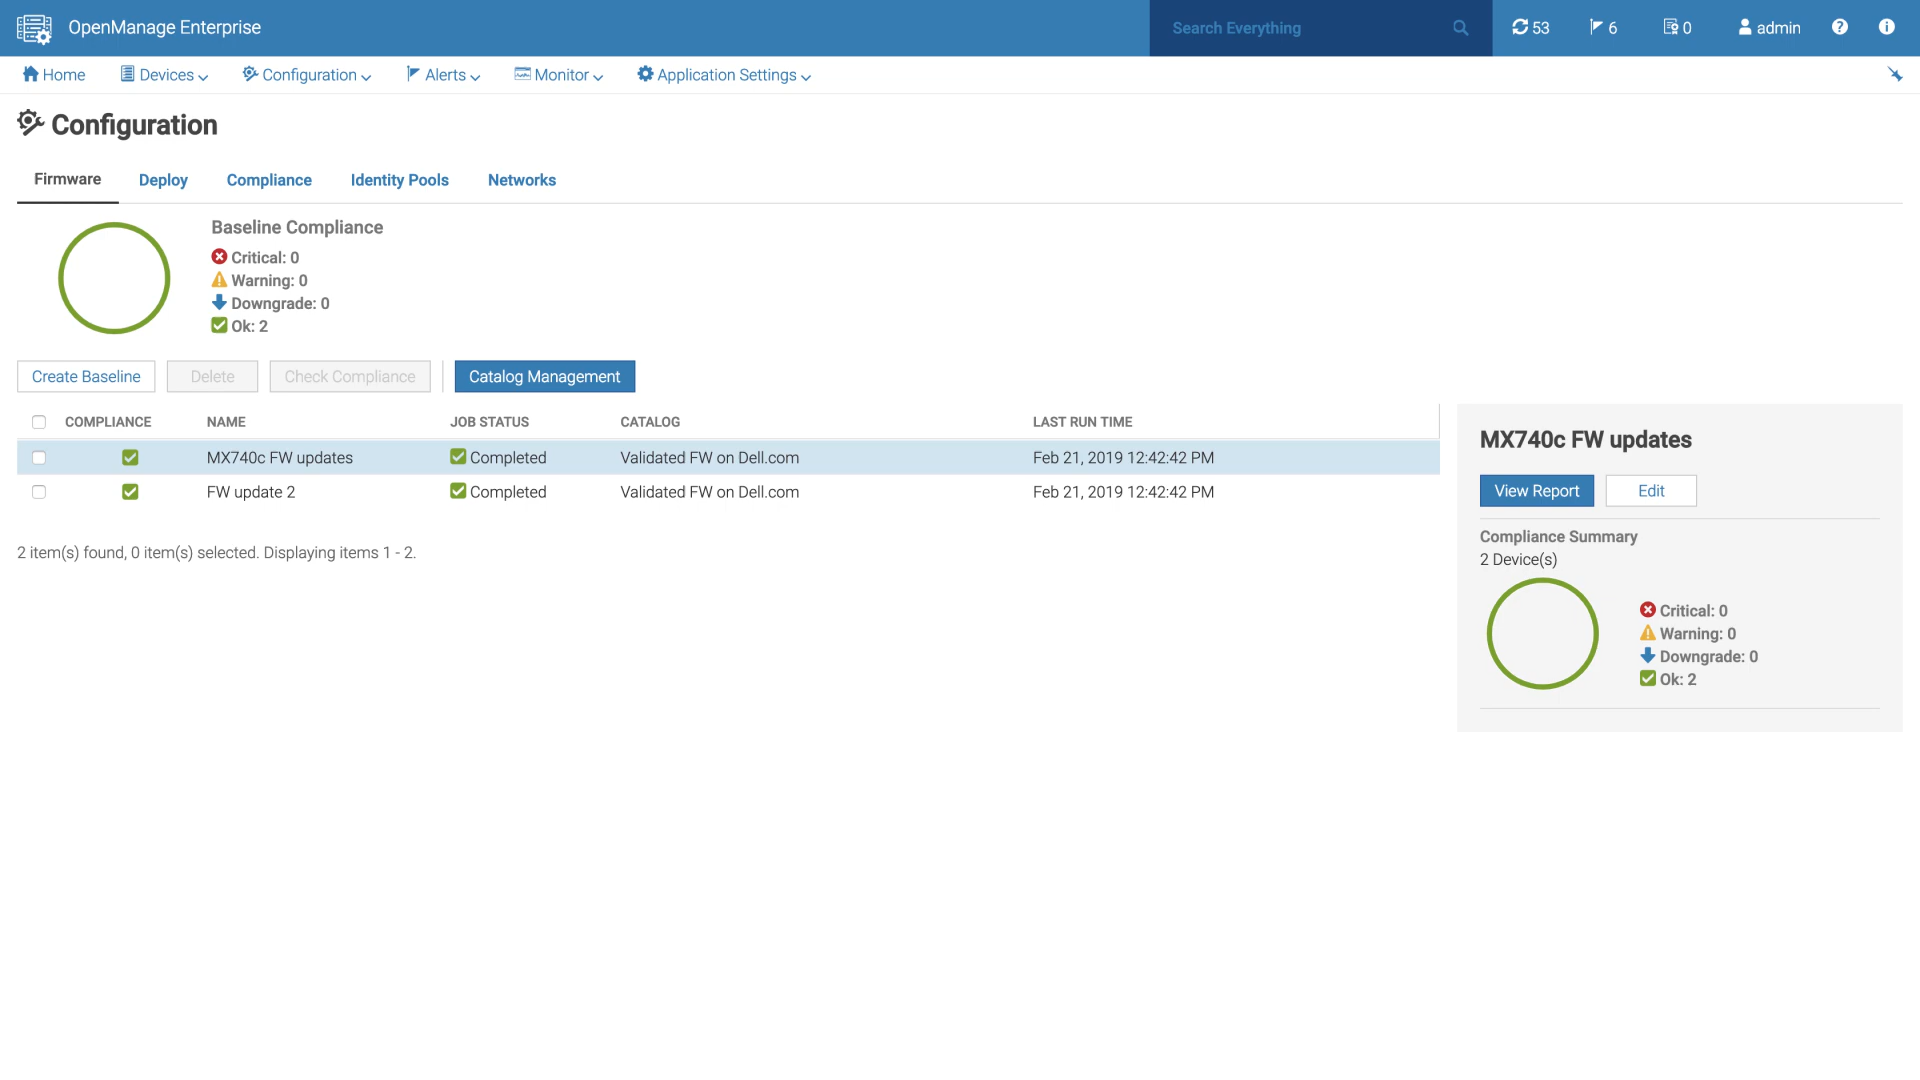 OpenManage Enterprise
Search Everything
53
6
0
admin
Home
Devices
Configuration
Alerts
Monitor
Application Settings
Configuration
Firmware
Deploy
Compliance
Identity Pools
Networks
Baseline Compliance
Critical: 0
Warning: 0
Downgrade: 0
Ok: 2
Create Baseline
Delete
Check Compliance
Catalog Management
COMPLIANCE NAME JOB STATUS CATALOG LAST RUN TIME
MX740c FW updates Completed Validated FW on Dell.com Feb 21, 2019 12:42:42 PM
FW update 2 Completed Validated FW on Dell.com Feb 21, 2019 12:42:42 PM
2 item(s) found, 0 item(s) selected. Displaying items 1 - 2.
MX740c FW updates
View Report
Edit
Compliance Summary
2 Device(s)
Critical: 0
Warning: 0
Downgrade: 0
Ok: 2